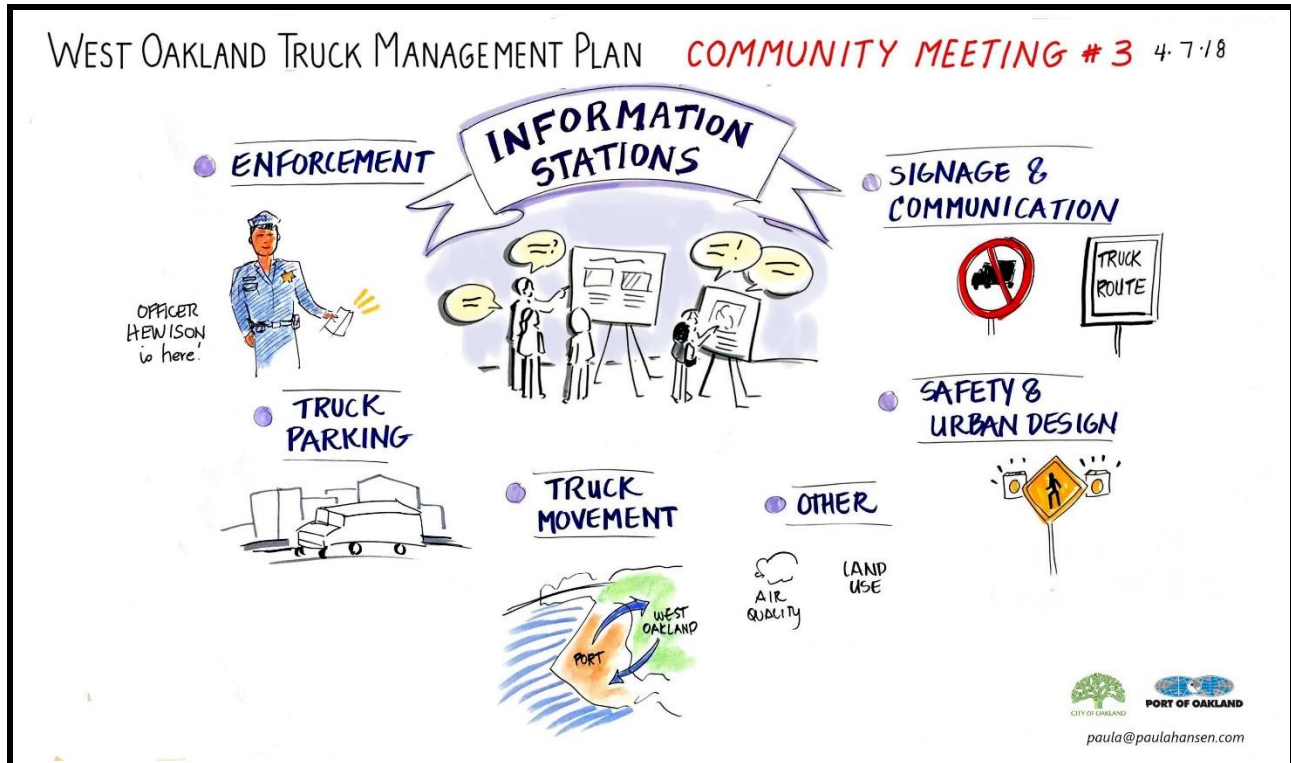 WEST OAKLAND TRUCK MANAGEMENT PLAN COMMUNITY MEETING # 3 4.7.18
INFORMATION
STATIONS
ENFORCEMENT
OFFICER
HEWISON
is here!
TRUCK
PARKING
TRUCK
MOVEMENT
PORT
WEST
OAKLAND
OTHER
AIR
QUALITY
LAND
USE
SIGNAGE &
COMMUNICATION
TRUCK
ROUTE
SAFETY &
URBAN DESIGN
CITY OF OAKLAND
PORT OF OAKLAND
paula@paulahansen.com